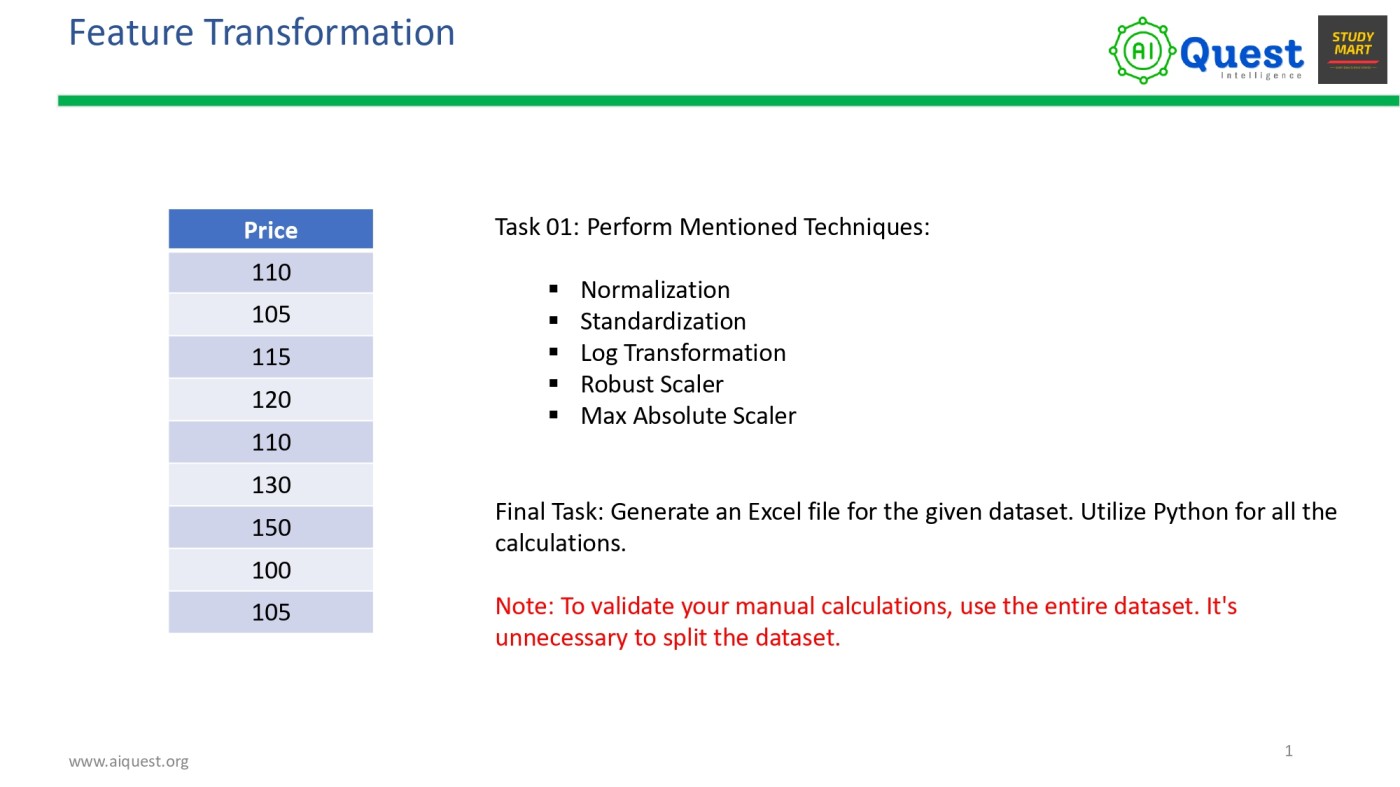 Feature Transformation
AI Quest
Intelligence
STUDY
MART
Price
110
105
115
120
110
130
150
100
105
Task 01: Perform Mentioned Techniques:
▪ Normalization
▪ Standardization
▪ Log Transformation
▪ Robust Scaler
▪ Max Absolute Scaler
Final Task: Generate an Excel file for the given dataset. Utilize Python for all the
calculations.
Note: To validate your manual calculations, use the entire dataset. It's
unnecessary to split the dataset.
www.aiquest.org
1